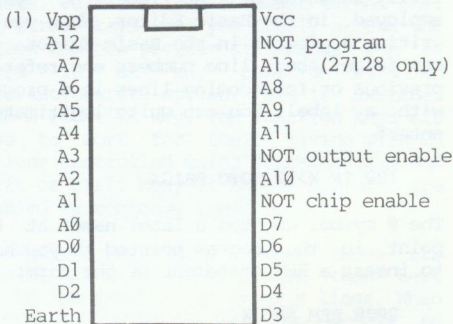 (1) Vpp Vcc
A12 NOT program
A7 A13 (27128 only)
A6 A8
A5 A9
A4 A11
A3 NOT output enable
A2 A1Ø
A1 NOT chip enable
AØ D7
DØ D6
D1 D5
D2 D4
Earth D3